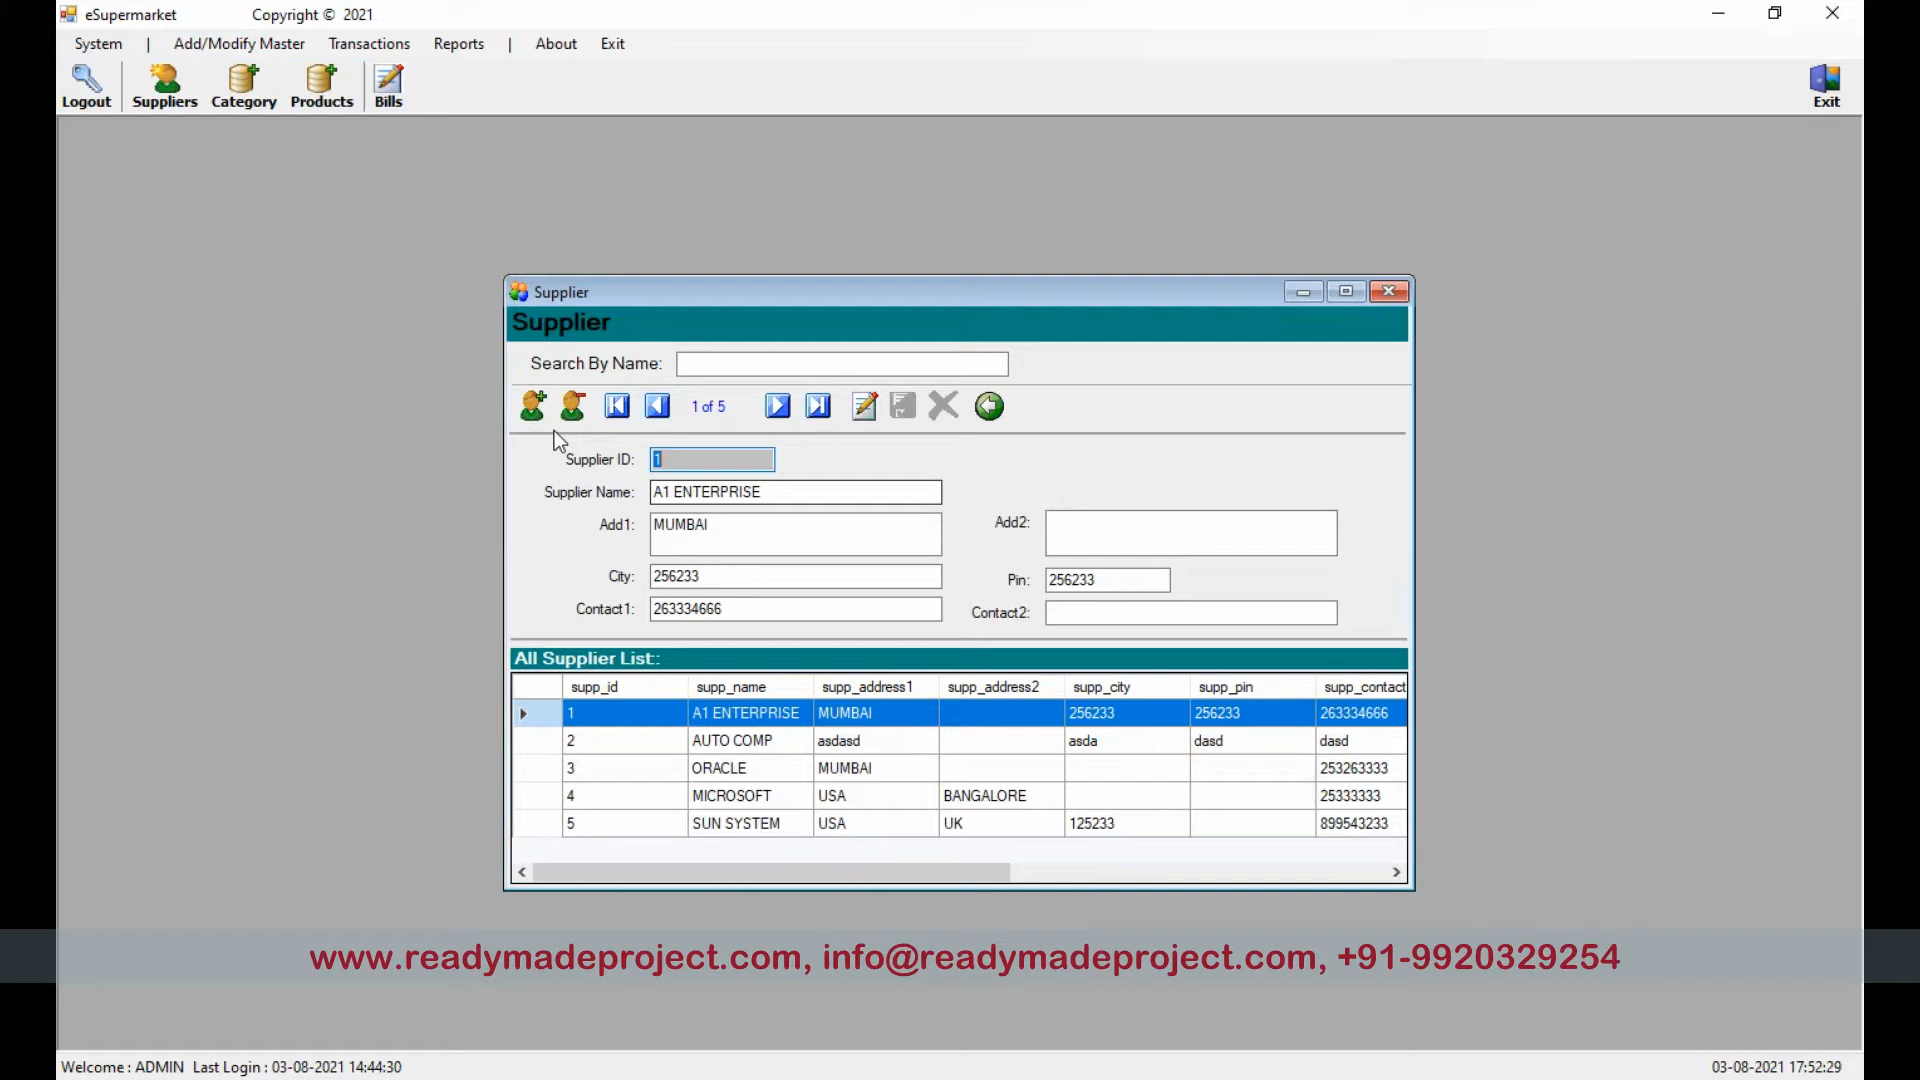 eSupermarket Copyright © 2021
System | Add/Modify Master Transactions Reports | About Exit
Logout Suppliers Category Products Bills Exit
Supplier
Supplier
Search By Name:
1 of 5
Supplier ID: 1
Supplier Name: A1 ENTERPRISE
Add1: MUMBAI Add2:
City: 256233 Pin: 256233
Contact1: 263334666 Contact2:
All Supplier List::
supp_id supp_name supp_address1 supp_address2 supp_city supp_pin supp_contact
1 A1 ENTERPRISE MUMBAI 256233 256233 263334666
2 AUTO COMP asdasd asda dasd dasd
3 ORACLE MUMBAI 253263333
4 MICROSOFT USA BANGALORE 25333333
5 SUN SYSTEM USA UK 125233 899543233
www.readymadeproject.com, info@readymadeproject.com, +91-9920329254
Welcome : ADMIN Last Login : 03-08-2021 14:44:30 03-08-2021 17:52:29